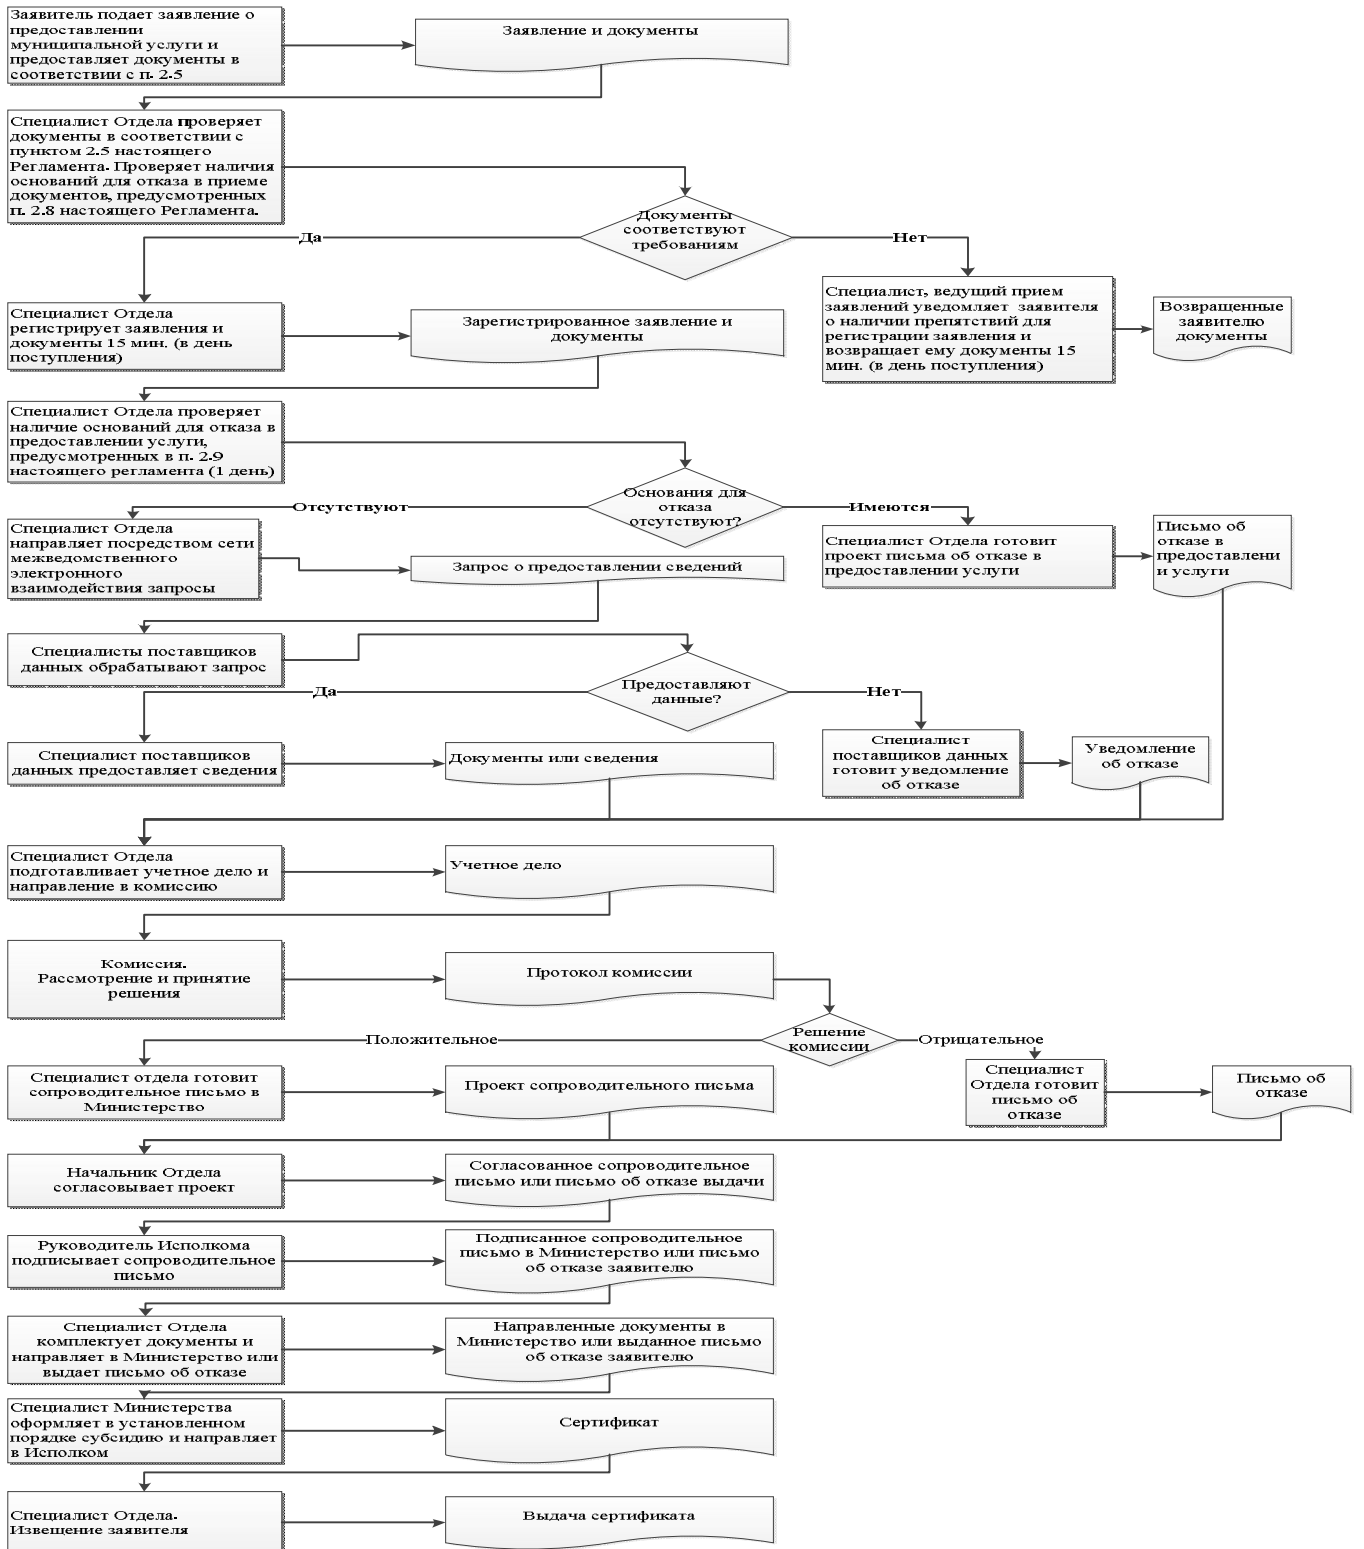 Заявитель подает заявление о
предоставлении
муниципальной услуги и
предоставляет документы в
соответствии с п. 2.5
Заявление и документы
Специалист Отдела проверяет
документы в соответствии с
пунктом 2.5 настоящего
Регламента. Проверяет наличия
оснований для отказа в приеме
документов, предусмотренных
п. 2.8 настоящего Регламента.
Документы
соответствуют
требованиям
Да
Нет
Специалист Отдела
регистрирует заявления и
документы 15 мин. (в день
поступления)
Зарегистрированное заявление и
документы
Специалист, ведущий прием
заявлений уведомляет заявителя
о наличии препятствий для
регистрации заявления и
возвращает ему документы 15
мин. (в день поступления)
Возвращенные
заявителю
документы
Специалист Отдела проверяет
наличие оснований для отказа в
предоставлении услуги,
предусмотренных в п. 2.9
настоящего регламента (1 день)
Основания для
отказа
отсутствуют?
Отсутствуют
Имеются
Специалист Отдела
направляет посредством сети
межведомственного
электронного
взаимодействия запросы
Запрос о предоставлении сведений
Специалист Отдела готовит
проект письма об отказе в
предоставлении услуги
Письмо об
отказе в
предоставлени
и услуги
Специалисты поставщиков
данных обрабатывают запрос
Предоставляют
данные?
Да
Нет
Специалист поставщиков
данных предоставляет сведения
Документы или сведения
Специалист
поставщиков данных
готовит уведомление
об отказе
Уведомление
об отказе
Специалист Отдела
подготавливает учетное дело и
направление в комиссию
Учетное дело
Комиссия.
Рассмотрение и принятие
решения
Протокол комиссии
Решение
комиссии
Положительное
Отрицательное
Специалист отдела готовит
сопроводительное письмо в
Министерство
Проект сопроводительного письма
Специалист
Отдела готовит
письмо об
отказе
Письмо об
отказе
Начальник Отдела
согласовывает проект
Согласованное сопроводительное
письмо или письмо об отказе выдачи
Руководитель Исполкома
подписывает сопроводительное
письмо
Подписанное сопроводительное
письмо в Министерство или письмо
об отказе заявителю
Специалист Отдела
комплектует документы и
направляет в Министерство или
выдает письмо об отказе
Направленные документы в
Министерство или выданное письмо
об отказе заявителю
Специалист Министерства
оформляет в установленном
порядке субсидию и направляет
в Исполком
Сертификат
Специалист Отдела.
Извещение заявителя
Выдача сертификата